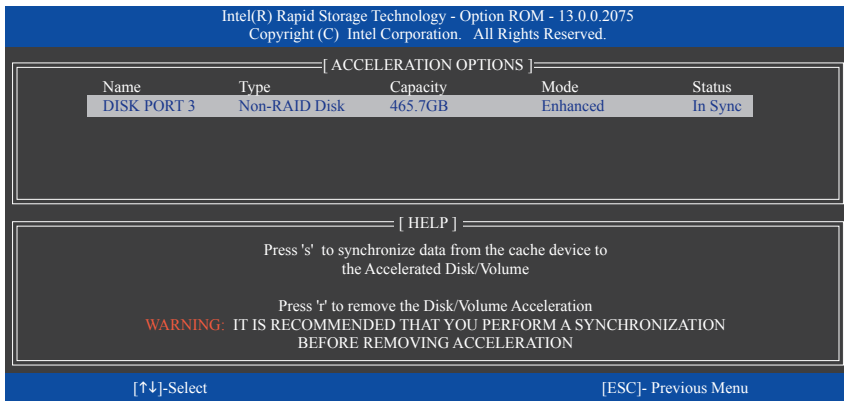 Intel(R) Rapid Storage Technology - Option ROM - 13.0.0.2075
Copyright (C) Intel Corporation. All Rights Reserved.
[ ACCELERATION OPTIONS ]
Name Type Capacity Mode Status
DISK PORT 3 Non-RAID Disk 465.7GB Enhanced In Sync
[ HELP ]
Press 's' to synchronize data from the cache device to
the Accelerated Disk/Volume
Press 'r' to remove the Disk/Volume Acceleration
WARNING: IT IS RECOMMENDED THAT YOU PERFORM A SYNCHRONIZATION
BEFORE REMOVING ACCELERATION
[↑↓]-Select [ESC]- Previous Menu